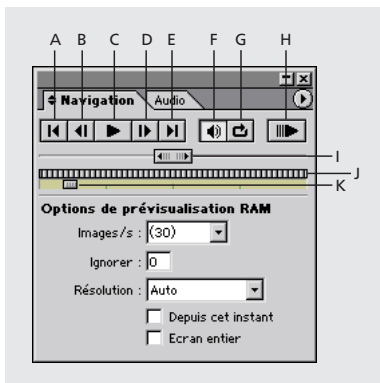 A B C D E F G H
Navigation Audio
I
J
K
Options de prévisualisation RAM
Images/s : (30)
Ignorer : 0
Résolution : Auto
Depuis cet instant
Ecran entier